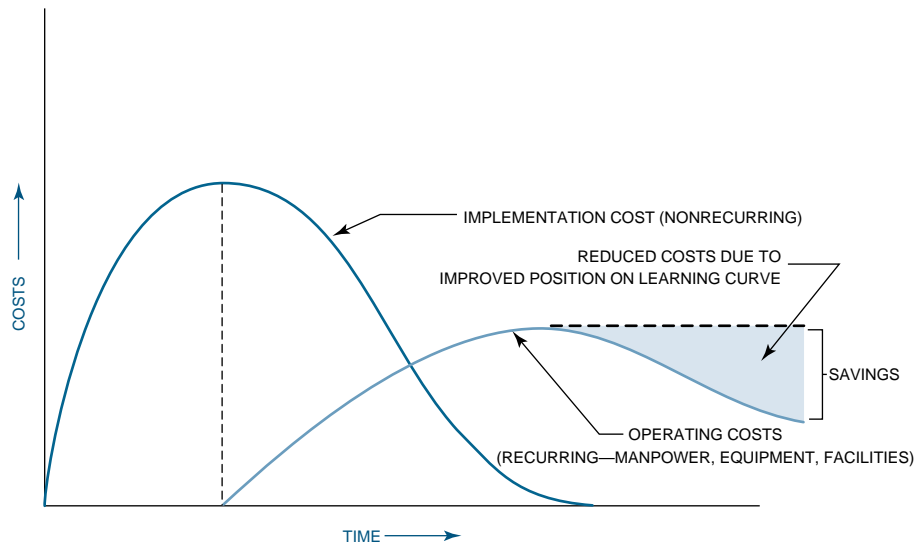 IMPLEMENTATION COST (NONRECURRING)
REDUCED COSTS DUE TO
IMPROVED POSITION ON LEARNING CURVE
COSTS
SAVINGS
OPERATING COSTS
(RECURRING—MANPOWER, EQUIPMENT, FACILITIES)
TIME